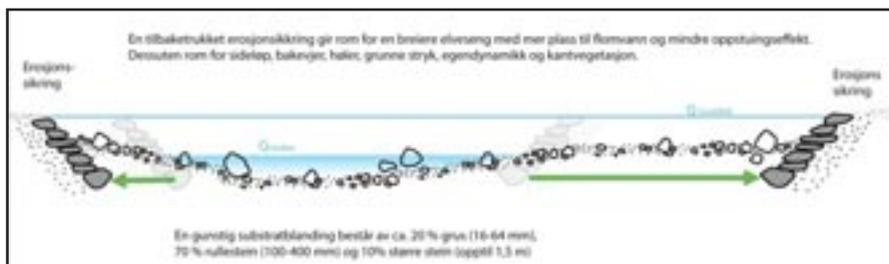 En tilbaketrukket erosjonssikkring gir rom for en breiere elveseng med mer plass til flomvann og mindre oppstuingseffekt.
Dessuten rom for sideløp, bakevjer, høler, grunne stryk, egendynamikk og kantvegetasjon.
Erosjons-
sikring
Erosjons
sikring
En gunstig substratblanding består av ca. 20 % grus (16-64 mm),
70 % rullestein (100-400 mm) og 10% større stein (opptil 1,5 m)